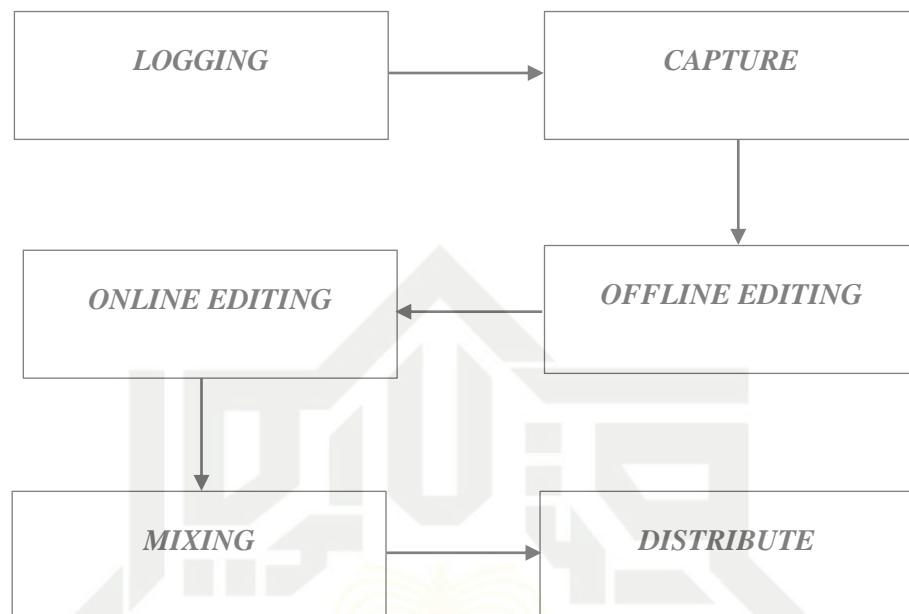 LOGGING
CAPTURE
OFFLINE EDITING
ONLINE EDITING
MIXING
DISTRIBUTE